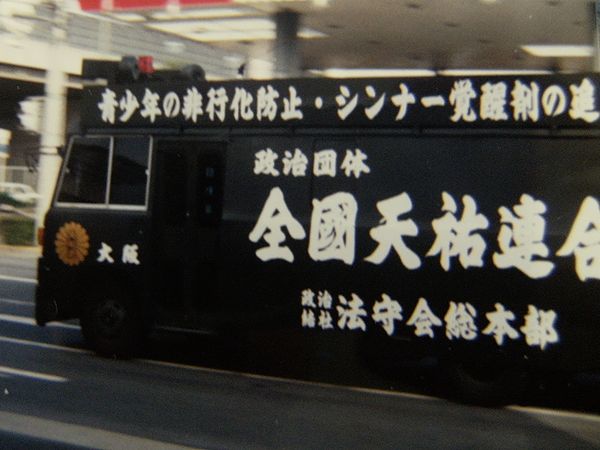 青少年の非行化防止・シンナー覚醒剤の追
政治団体
全國天祐連合
大阪
政治結社 法守会総本部